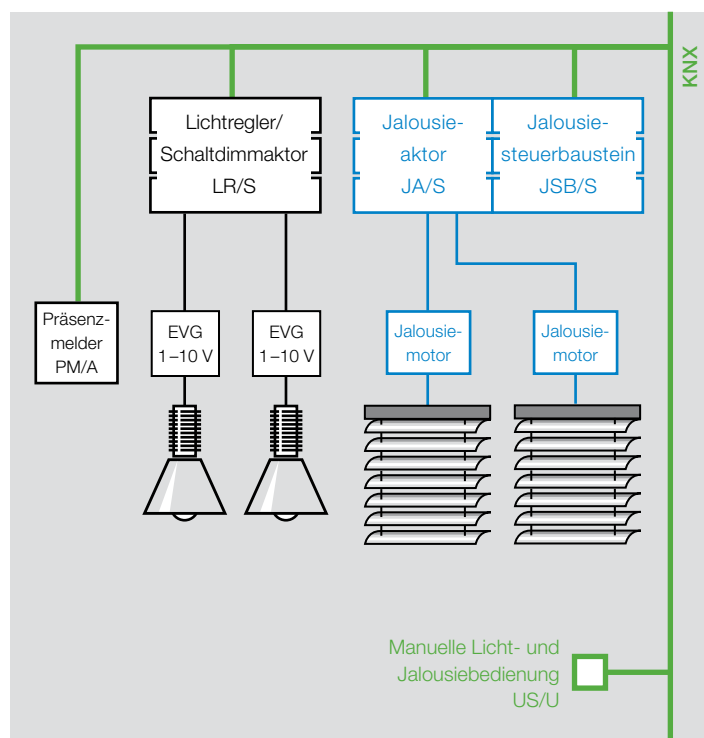 KNX
Lichtregler/
Schaltdimmaktor
LR/S
Jalousie-
aktor
JA/S
Jalousie-
steuerbaustein
JSB/S
Präsenz-
melder
PM/A
EVG
1–10 V
EVG
1–10 V
Jalousie-
motor
Jalousie-
motor
Manuelle Licht- und
Jalousiebedienung
US/U